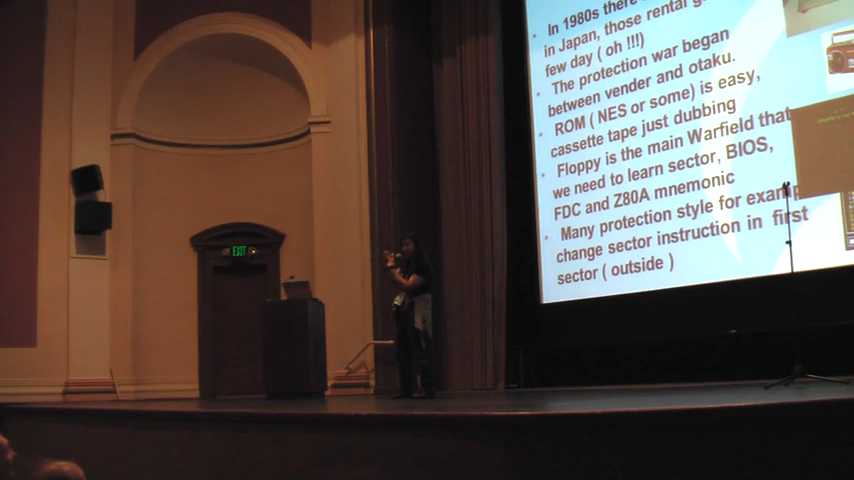 • In 1980s there
in Japan, those rental
few day ( oh !!!)
• The protection war began
between vender and otaku.
• ROM ( NES or some) is easy,
cassette tape just dubbing
• Floppy is the main Warfield that
we need to learn sector, BIOS,
FDC and Z80A mnemonic
• Many protection style for examp
change sector instruction in first
sector ( outside )
EXIT